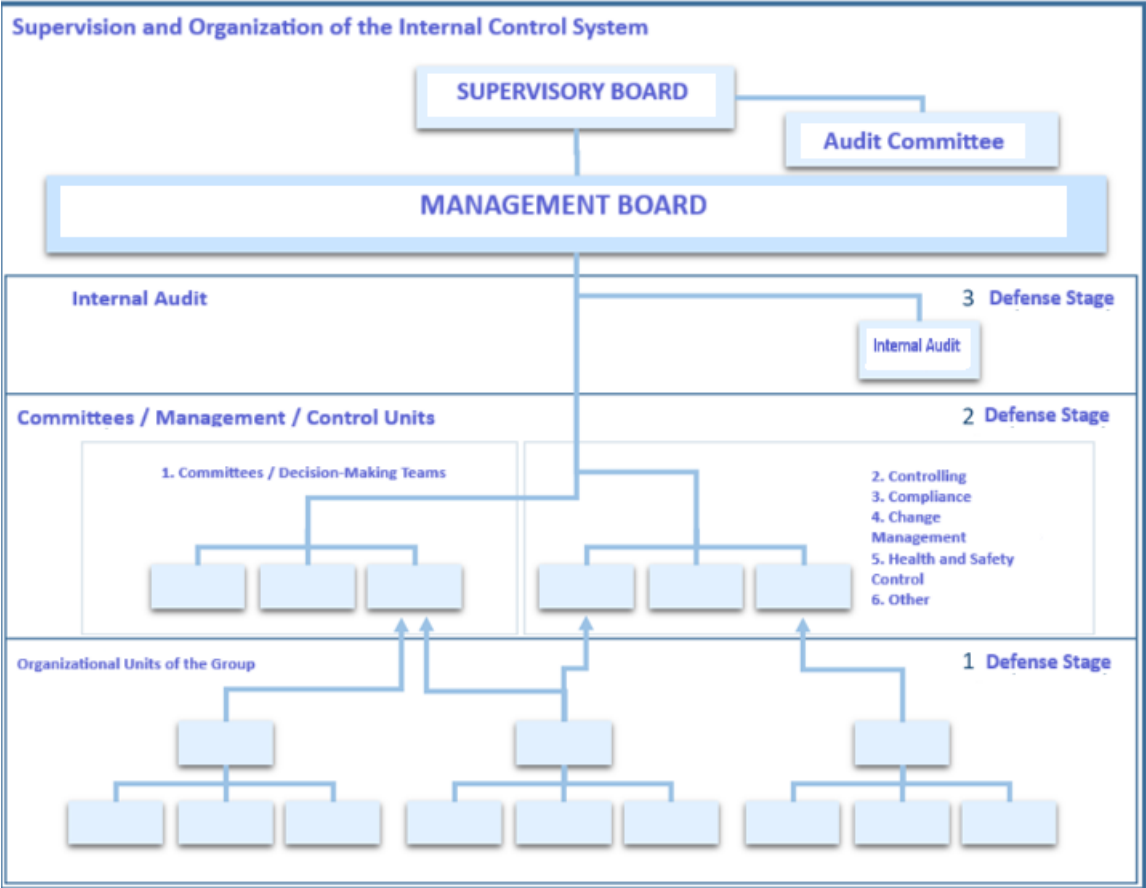 Supervision and Organization of the Internal Control System
SUPERVISORY BOARD
Audit Committee
MANAGEMENT BOARD
Internal Audit
3 Defense Stage
Internal Audit
Committees / Management / Control Units
2 Defense Stage
1. Committees / Decision-Making Teams
2. Controlling
3. Compliance
4. Change
Management
5. Health and Safety
Control
6. Other
Organizational Units of the Group
1 Defense Stage